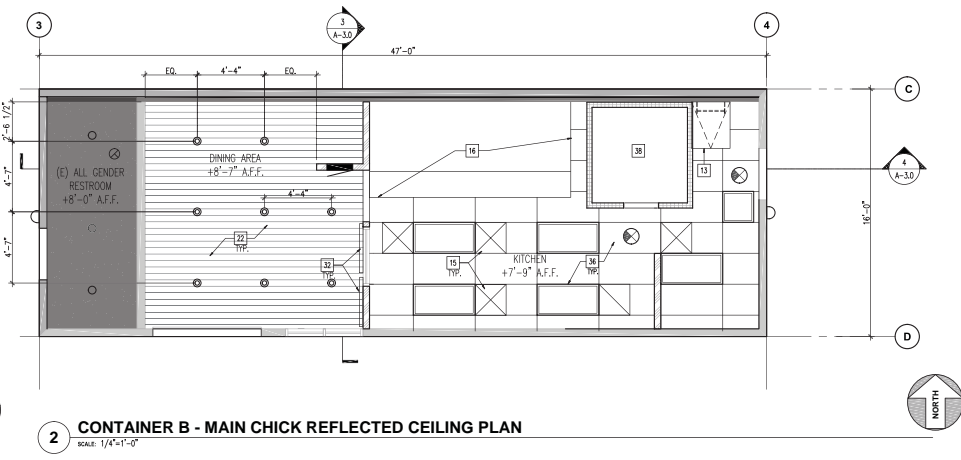 3
3
A-3.0
4
47'-0"
EQ.
4'-4"
EQ.
C
2'-6 1/2"
4'-7"
4'-7"
(E) ALL GENDER
RESTROOM
+8'-0" A.F.F.
DINING AREA
+8'-7" A.F.F.
4'-4"
16
38
13
4
A-3.0
16'-0"
22
TYP.
32
TYP.
15
TYP.
KITCHEN
+7'-9" A.F.F.
36
TYP.
D
NORTH
2
CONTAINER B - MAIN CHICK REFLECTED CEILING PLAN
SCALE: 1/4"=1'-0"